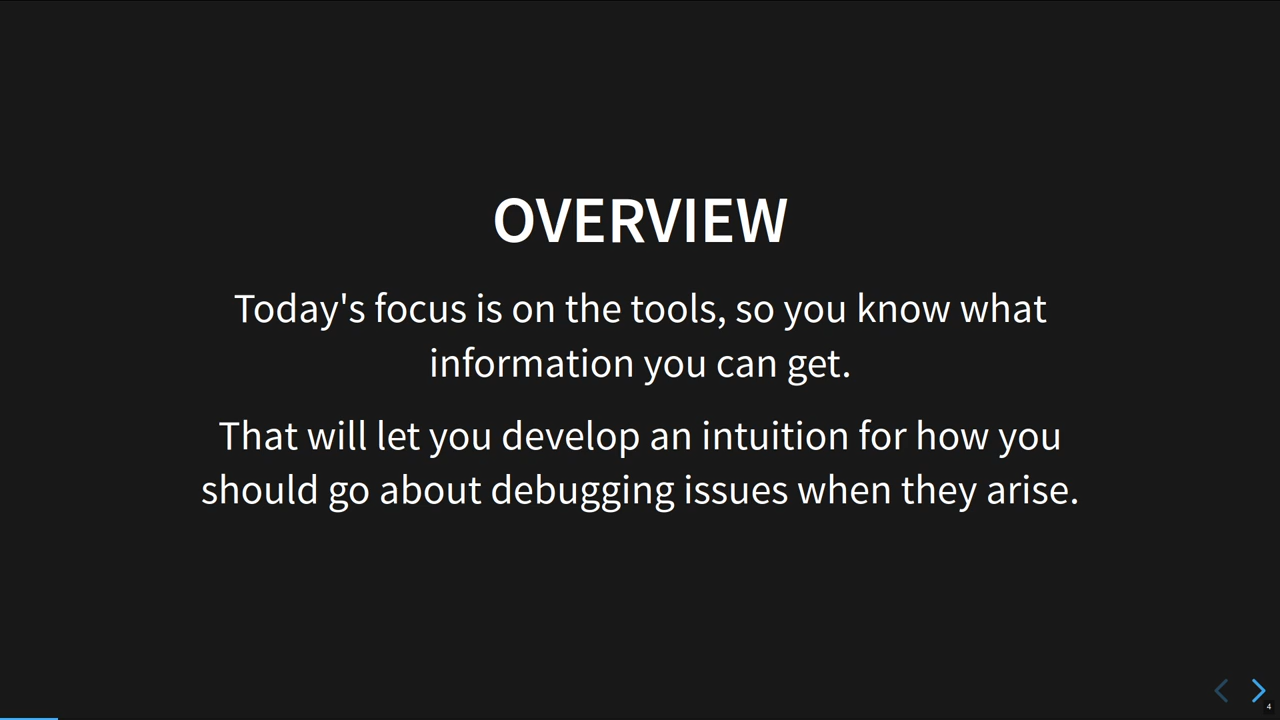 OVERVIEW
Today's focus is on the tools, so you know what
information you can get.
That will let you develop an intuition for how you
should go about debugging issues when they arise.
4